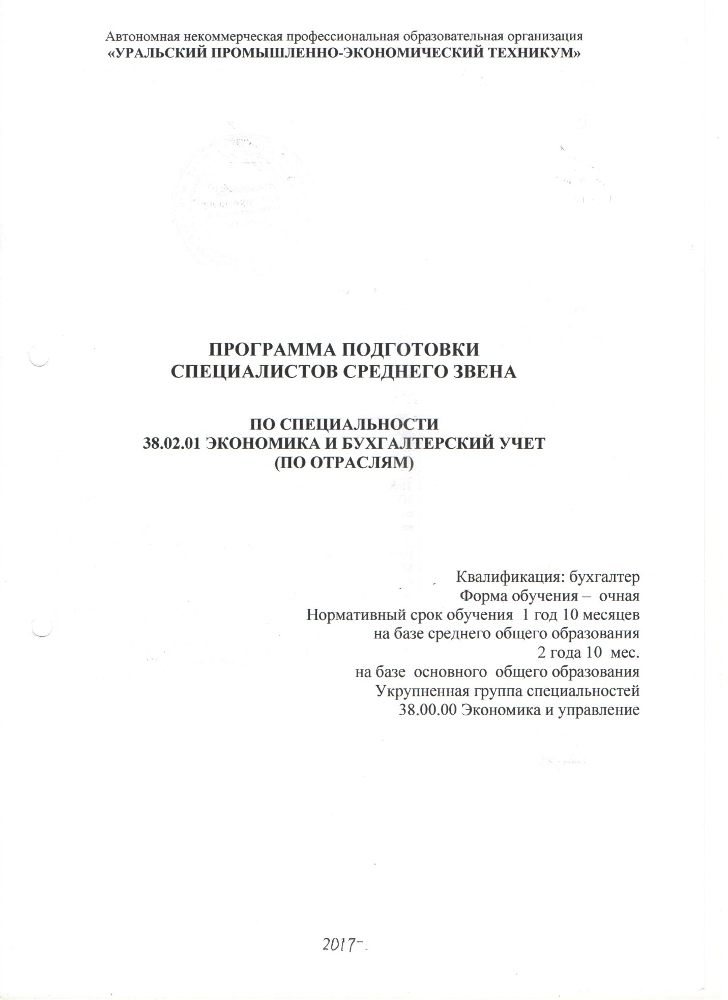 Автономная некоммерческая профессиональная образовательная организация
«УРАЛЬСКИЙ ПРОМЫШЛЕННО-ЭКОНОМИЧЕСКИЙ ТЕХНИКУМ»
ПРОГРАММА ПОДГОТОВКИ
СПЕЦИАЛИСТОВ СРЕДНЕГО ЗВЕНА
ПО СПЕЦИАЛЬНОСТИ
38.02.01 ЭКОНОМИКА И БУХГАЛТЕРСКИЙ УЧЕТ
(ПО ОТРАСЛЯМ)
Квалификация: бухгалтер
Форма обучения – очная
Нормативный срок обучения 1 год 10 месяцев
на базе среднего общего образования
2 года 10 мес.
на базе основного общего образования
Укрупненная группа специальностей
38.00.00 Экономика и управление
2017г.